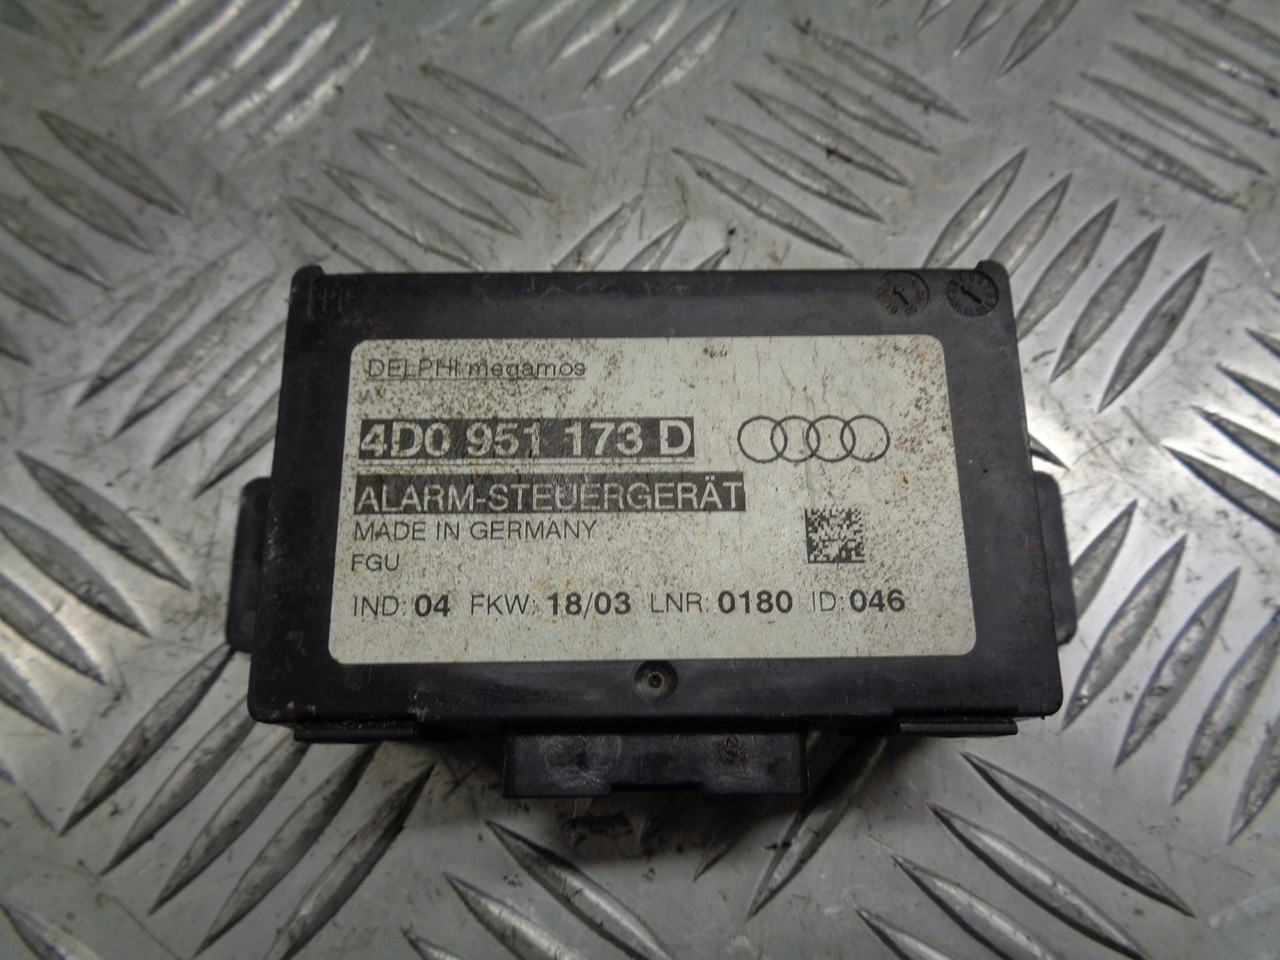 DELPHI megamos
4D0 951 173 D
ALARM-STEUERGERÄT
MADE IN GERMANY
FGU
IND: 04 FKW: 18/03 LNR: 0180 ID: 046